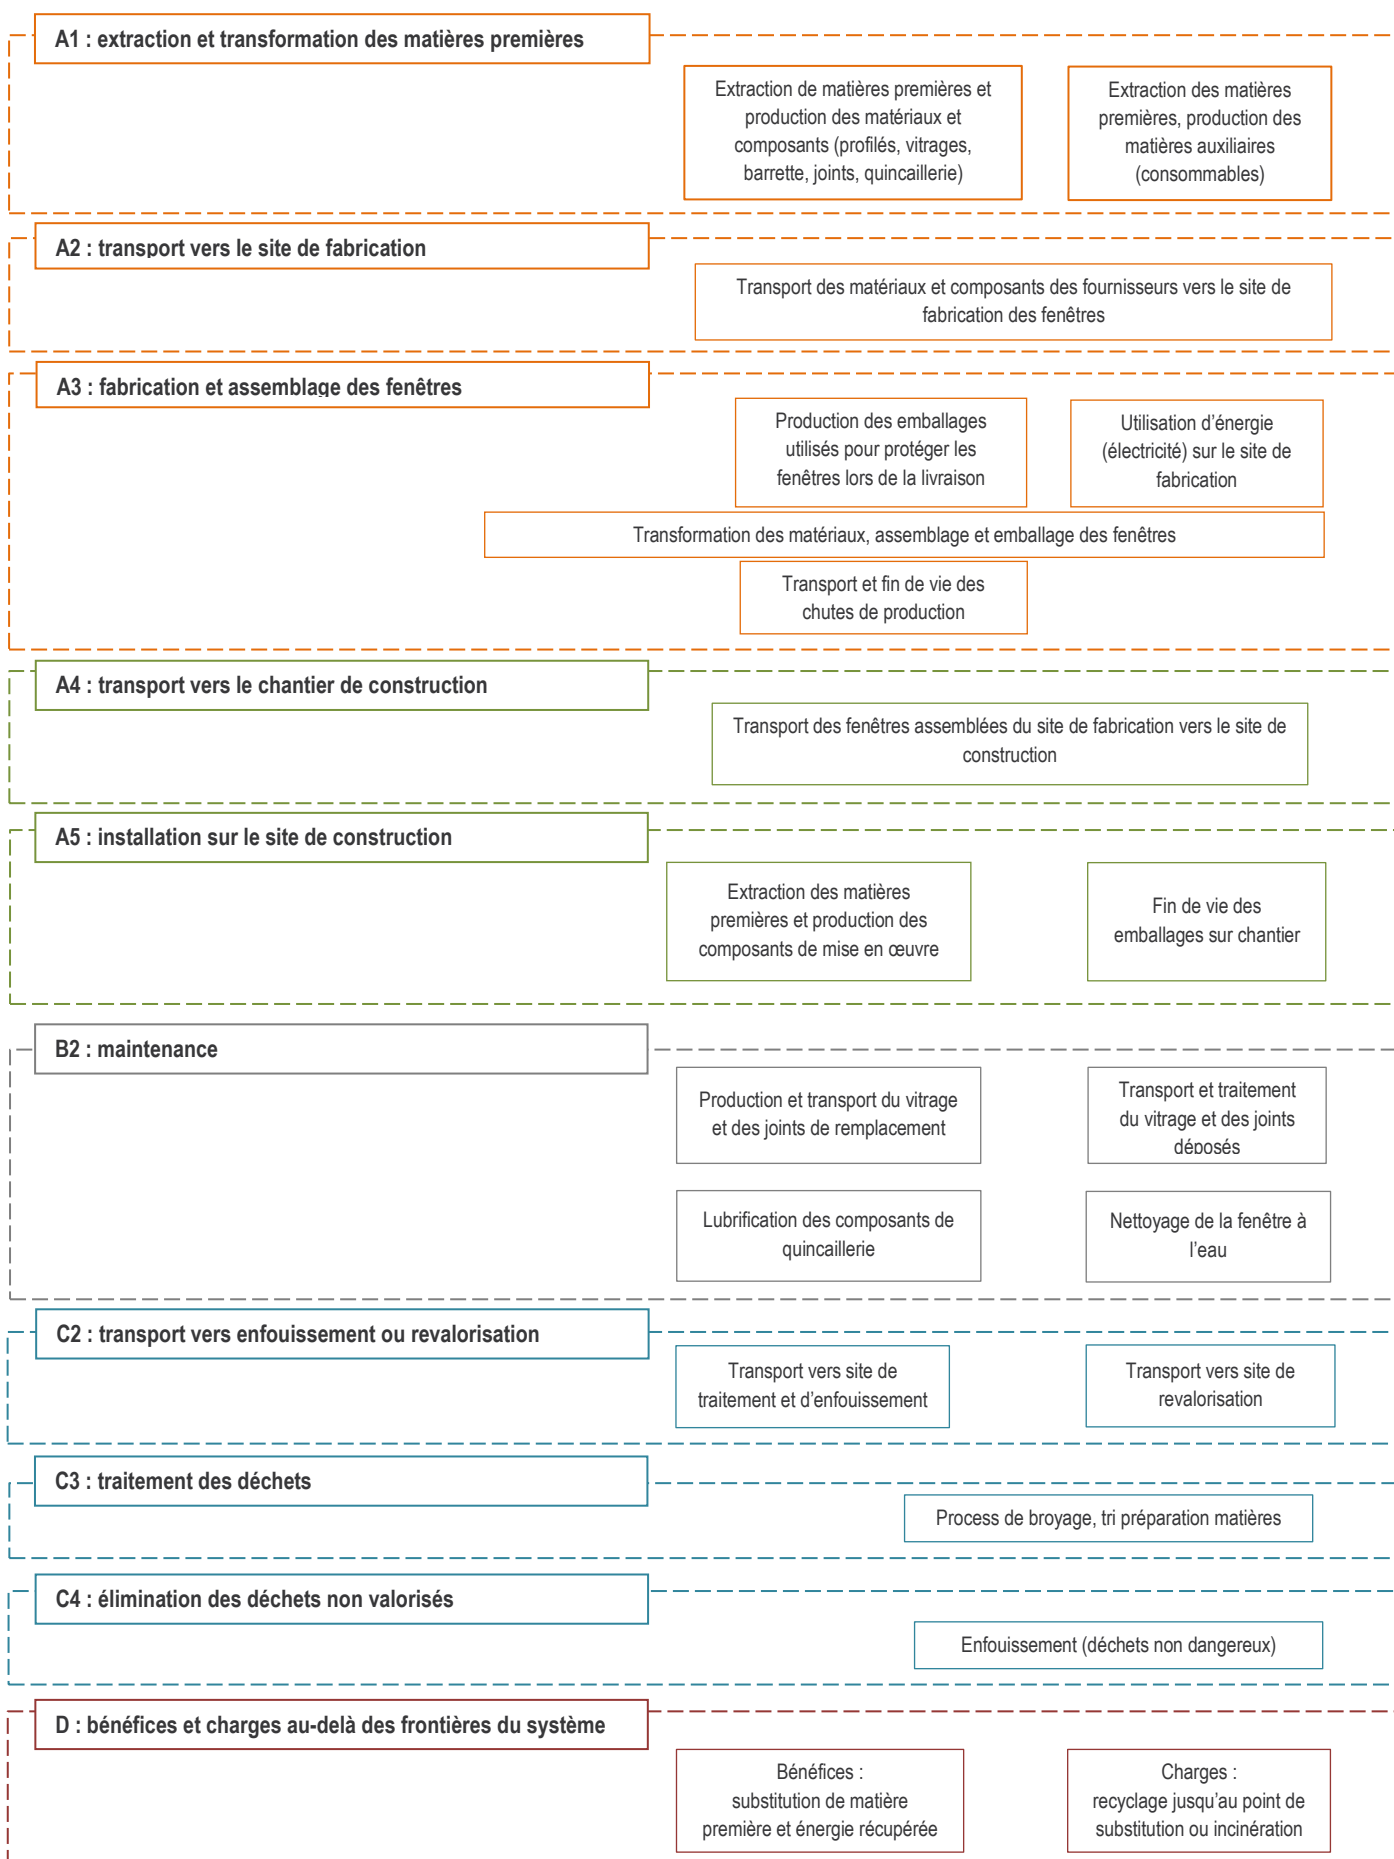 A1 : extraction et transformation des matières premières
Extraction de matières premières et
production des matériaux et
composants (profilés, vitrages,
barrette, joints, quincaillerie)
Extraction des matières
premières, production des
matières auxiliaires
(consommables)
A2 : transport vers le site de fabrication
Transport des matériaux et composants des fournisseurs vers le site de
fabrication des fenêtres
A3 : fabrication et assemblage des fenêtres
Production des emballages
utilisés pour protéger les
fenêtres lors de la livraison
Utilisation d’énergie
(électricité) sur le site de
fabrication
Transformation des matériaux, assemblage et emballage des fenêtres
Transport et fin de vie des
chutes de production
A4 : transport vers le chantier de construction
Transport des fenêtres assemblées du site de fabrication vers le site de
construction
A5 : installation sur le site de construction
Extraction des matières
premières et production des
composants de mise en œuvre
Fin de vie des
emballages sur chantier
B2 : maintenance
Production et transport du vitrage
et des joints de remplacement
Transport et traitement
du vitrage et des joints
déposés
Lubrification des composants de
quincaillerie
Nettoyage de la fenêtre à
l’eau
C2 : transport vers enfouissement ou revalorisation
Transport vers site de
traitement et d’enfouissement
Transport vers site de
revalorisation
C3 : traitement des déchets
Process de broyage, tri préparation matières
C4 : élimination des déchets non valorisés
Enfouissement (déchets non dangereux)
D : bénéfices et charges au-delà des frontières du système
Bénéfices :
substitution de matière
première et énergie récupérée
Charges :
recyclage jusqu’au point de
substitution ou incinération